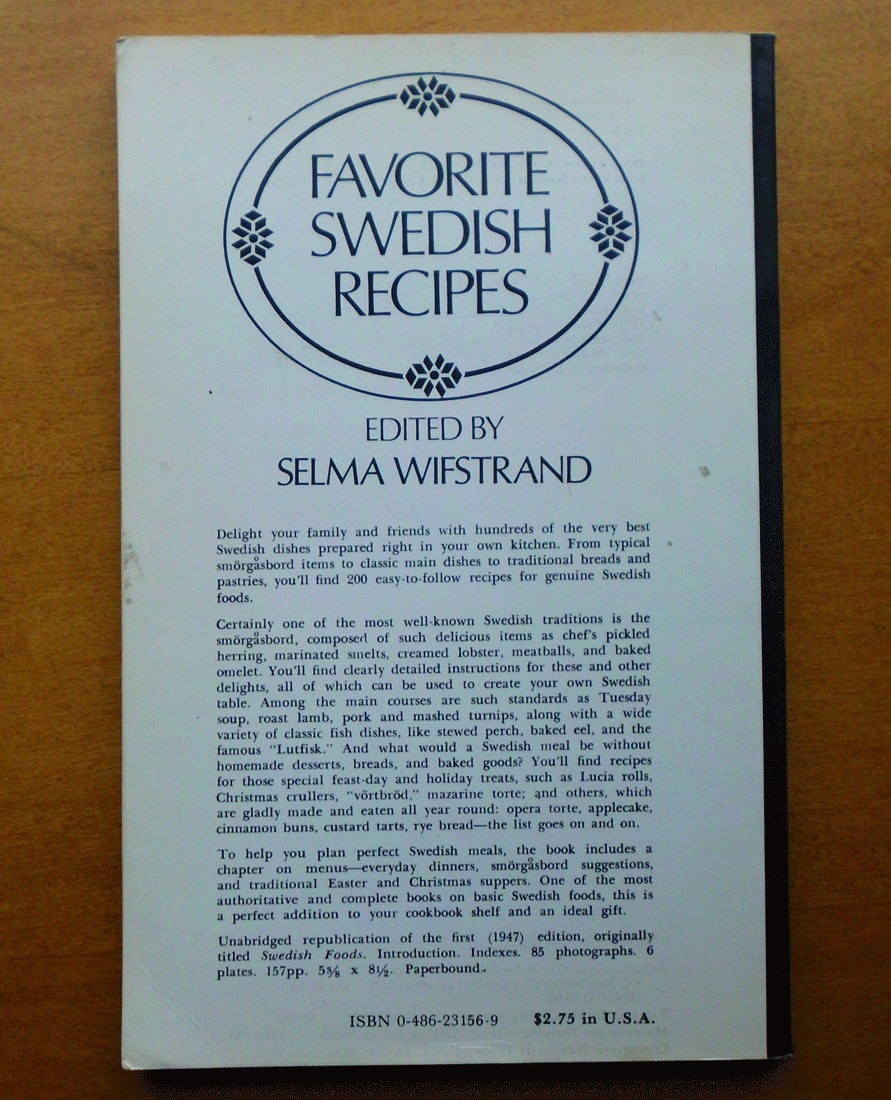 FAVORITE
SWEDISH
RECIPES
EDITED BY
SELMA WIFSTRAND
Delight your family and friends with hundreds of the very best
Swedish dishes prepared right in your own kitchen. From typical
smörgåsbord items to classic main dishes to traditional breads and
pastries, you'll find 200 easy-to-follow recipes for genuine Swedish
foods.
Certainly one of the most well-known Swedish traditions is the
smörgåsbord, composed of such delicious items as chef's pickled
herring, marinated smelts, creamed lobster, meatballs, and baked
omelet. You'll find clearly detailed instructions for these and other
delights, all of which can be used to create your own Swedish
table. Among the main courses are such standards as Tuesday
soup, roast lamb, pork and mashed turnips, along with a wide
variety of classic fish dishes, like stewed perch, baked eel, and the
famous "Lutfisk." And what would a Swedish meal be without
homemade desserts, breads, and baked goods? You'll find recipes
for those special feast-day and holiday treats, such as Lucia rolls,
Christmas crullers, "vörtbröd," mazarine torte; and others, which
are gladly made and eaten all year round: opera torte, applecake,
cinnamon buns, custard tarts, rye bread—the list goes on and on.
To help you plan perfect Swedish meals, the book includes a
chapter on menus—everyday dinners, smörgåsbord suggestions,
and traditional Easter and Christmas suppers. One of the most
authoritative and complete books on basic Swedish foods, this is
a perfect addition to your cookbook shelf and an ideal gift.
Unabridged republication of the first (1947) edition, originally
titled Swedish Foods. Introduction. Indexes. 85 photographs. 6
plates. 157pp. 5⅜ x 8½. Paperbound.
ISBN 0-486-23156-9 $2.75 in U.S.A.